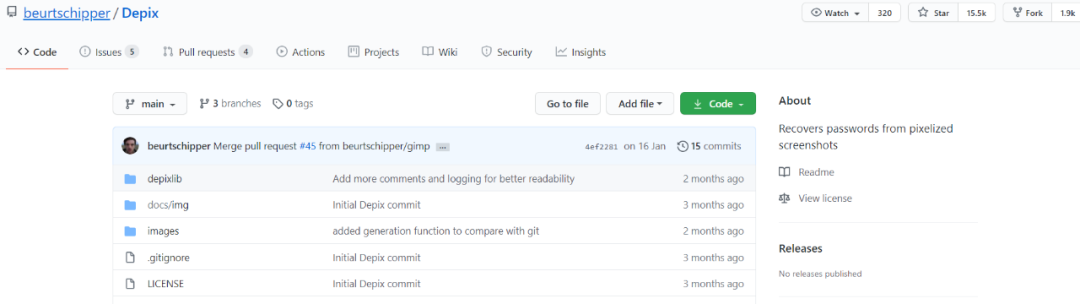 beurtschipper / Depix
Watch 320 Star 15.5k Fork 1.9k
Code Issues 5 Pull requests 4 Actions Projects Wiki Security Insights
main 3 branches 0 tags Go to file Add file Code
beurtschipper Merge pull request #45 from beurtschipper/gimp ... 4ef2281 on 16 Jan 15 commits
depixlib Add more comments and logging for better readability 2 months ago
docs/img Initial Depix commit 3 months ago
images added generation function to compare with git 2 months ago
.gitignore Initial Depix commit 3 months ago
LICENSE Initial Depix commit 3 months ago
About
Recovers passwords from pixelized
screenshots
Readme
View license
Releases
No releases published